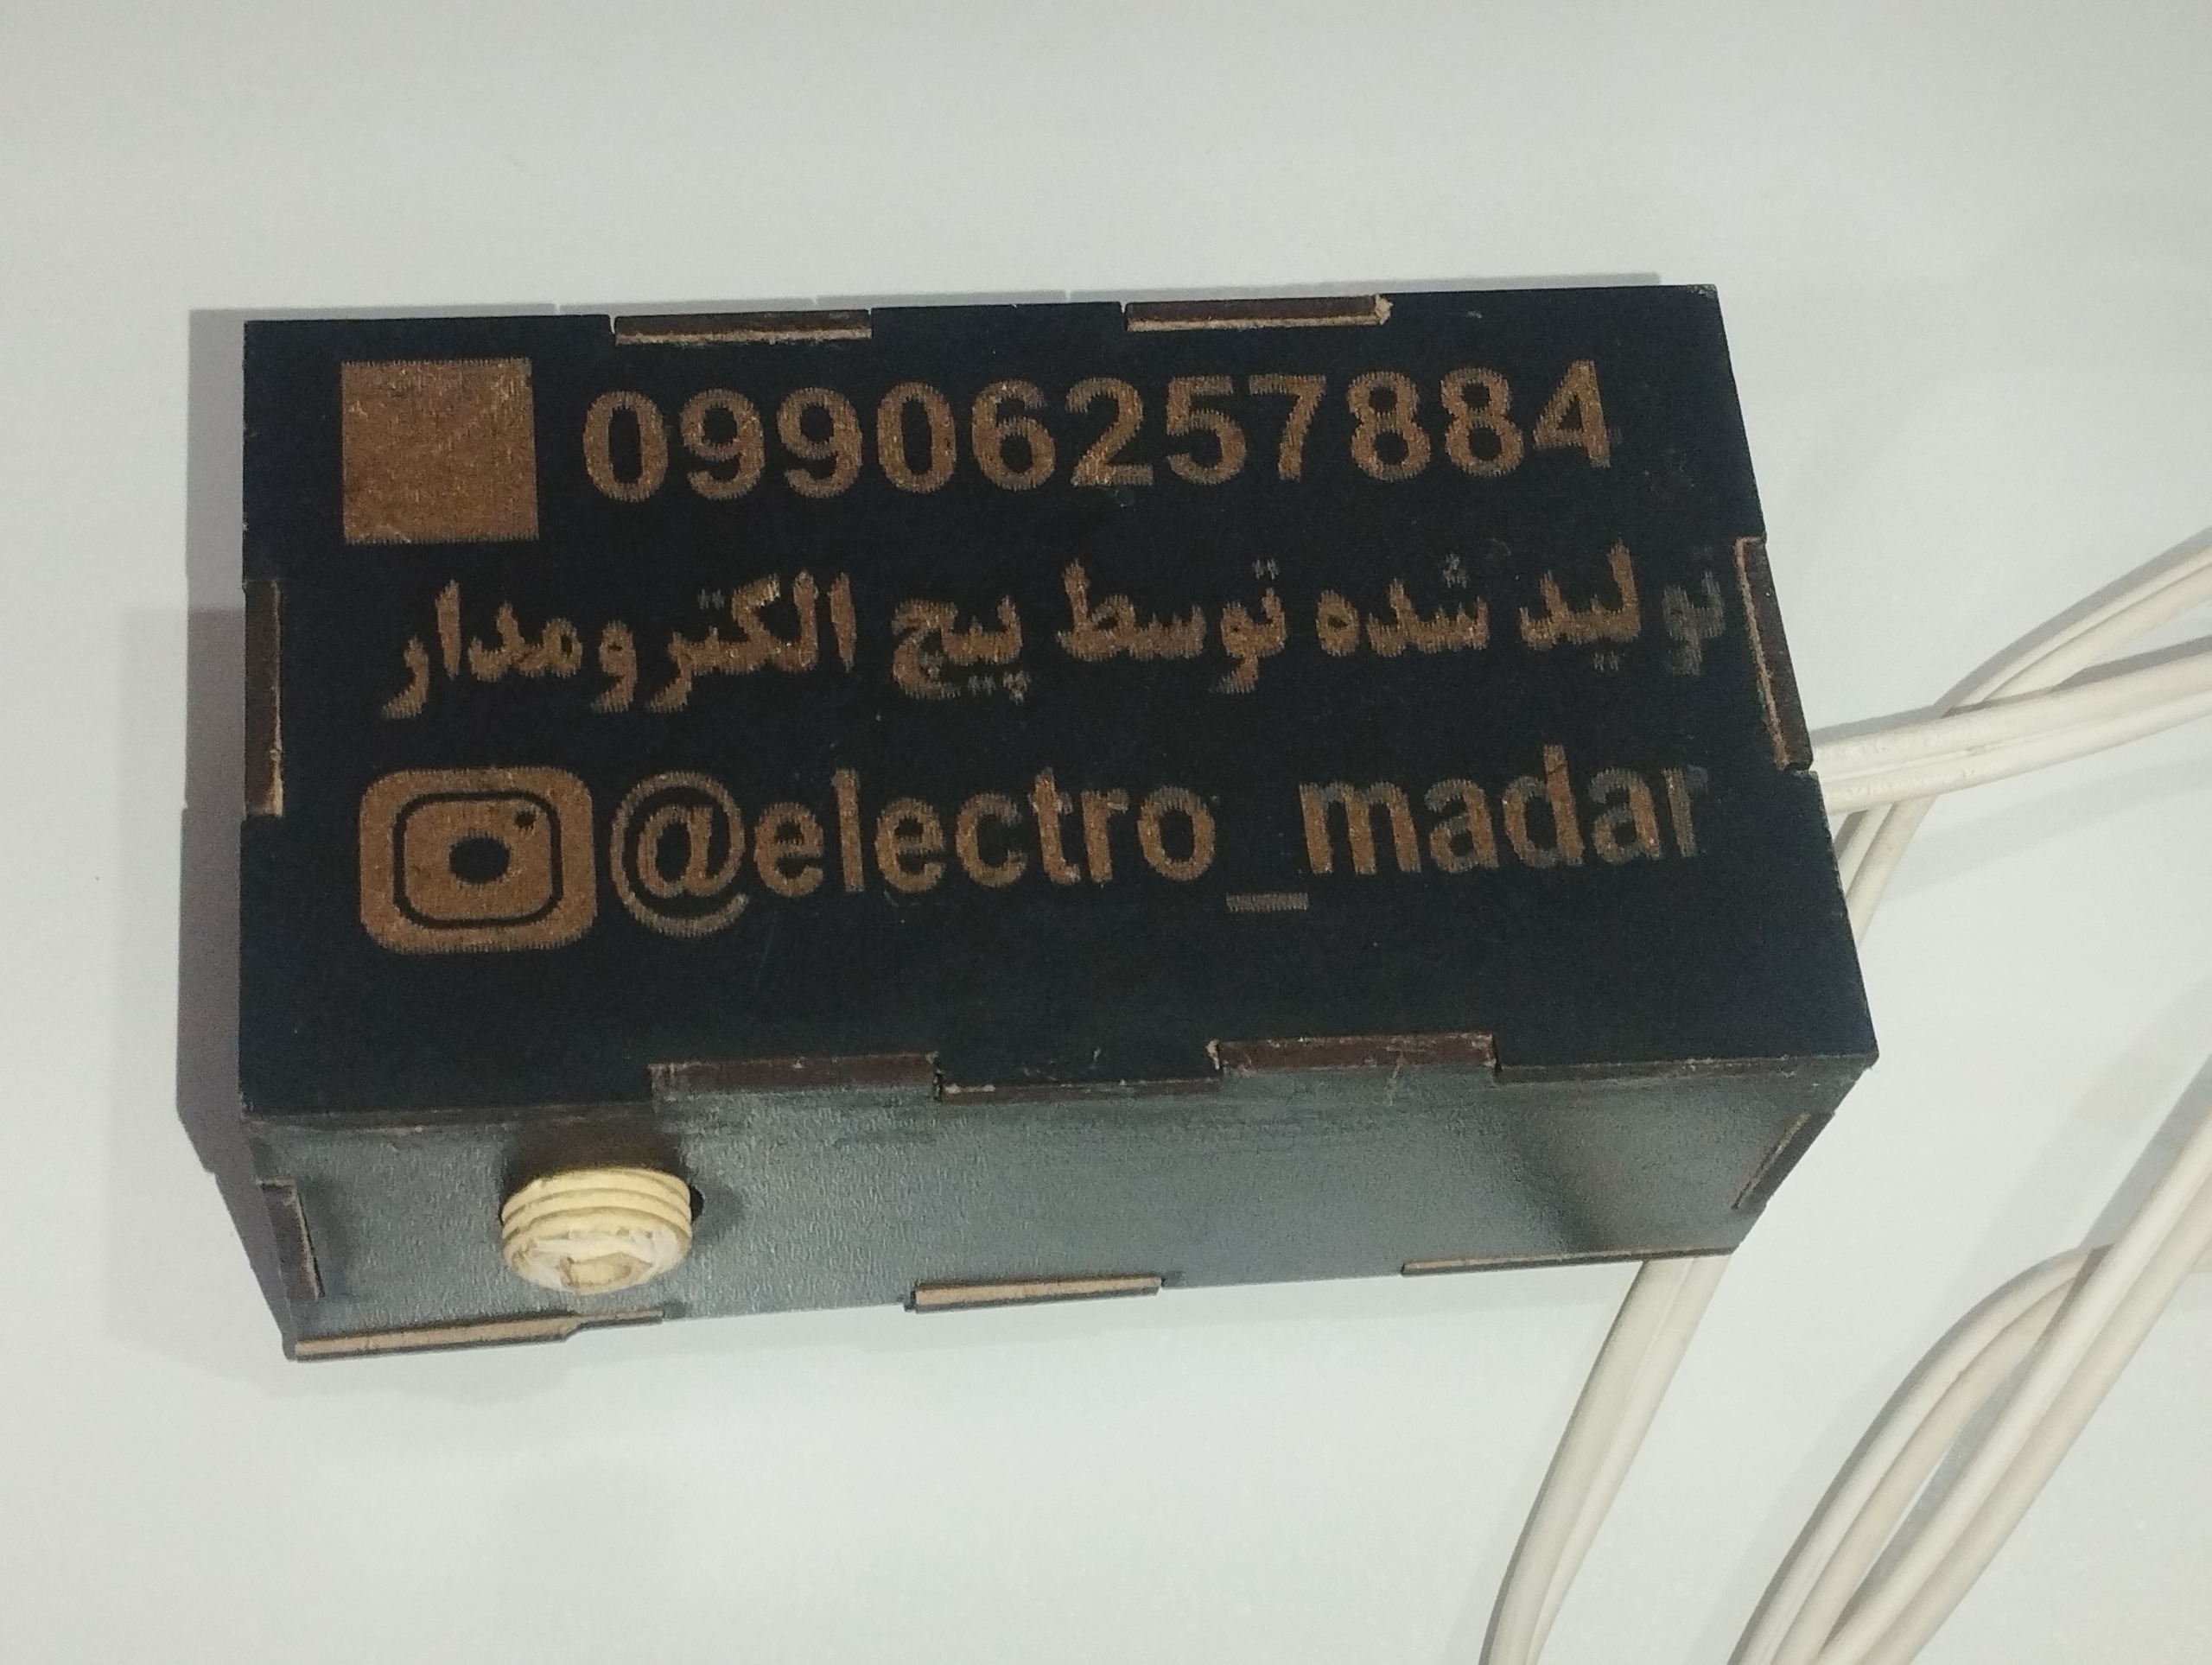 09906257884
تولید شده توسط پیج الکترومدار
@electro_madar